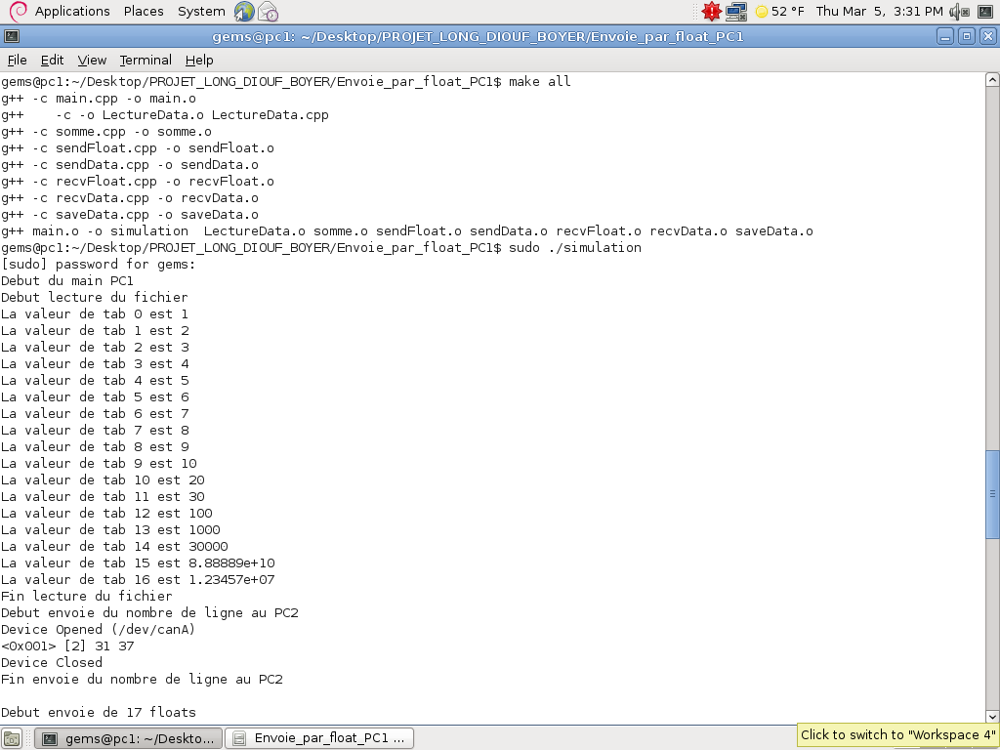 Applications Places System 52 °F Thu Mar 5, 3:31 PM
gems@pc1: ~/Desktop/PROJET_LONG_DIOUF_BOYER/Envoie_par_float_PC1
File Edit View Terminal Help
gems@pc1:~/Desktop/PROJET_LONG_DIOUF_BOYER/Envoie_par_float_PC1$ make all
g++ -c main.cpp -o main.o
g++    -c -o LectureData.o LectureData.cpp
g++ -c somme.cpp -o somme.o
g++ -c sendFloat.cpp -o sendFloat.o
g++ -c sendData.cpp -o sendData.o
g++ -c recvFloat.cpp -o recvFloat.o
g++ -c recvData.cpp -o recvData.o
g++ -c saveData.cpp -o saveData.o
g++ main.o -o simulation  LectureData.o somme.o sendFloat.o sendData.o recvFloat.o recvData.o saveData.o
gems@pc1:~/Desktop/PROJET_LONG_DIOUF_BOYER/Envoie_par_float_PC1$ sudo ./simulation
[sudo] password for gems:
Debut du main PC1
Debut lecture du fichier
La valeur de tab 0 est 1
La valeur de tab 1 est 2
La valeur de tab 2 est 3
La valeur de tab 3 est 4
La valeur de tab 4 est 5
La valeur de tab 5 est 6
La valeur de tab 6 est 7
La valeur de tab 7 est 8
La valeur de tab 8 est 9
La valeur de tab 9 est 10
La valeur de tab 10 est 20
La valeur de tab 11 est 30
La valeur de tab 12 est 100
La valeur de tab 13 est 1000
La valeur de tab 14 est 30000
La valeur de tab 15 est 8.88889e+10
La valeur de tab 16 est 1.23457e+07
Fin lecture du fichier
Debut envoie du nombre de ligne au PC2
Device Opened (/dev/canA)
<0x001> [2] 31 37
Device Closed
Fin envoie du nombre de ligne au PC2
Debut envoie de 17 floats
gems@pc1: ~/Deskto... Envoie_par_float_PC1 ... Click to switch to "Workspace 4"